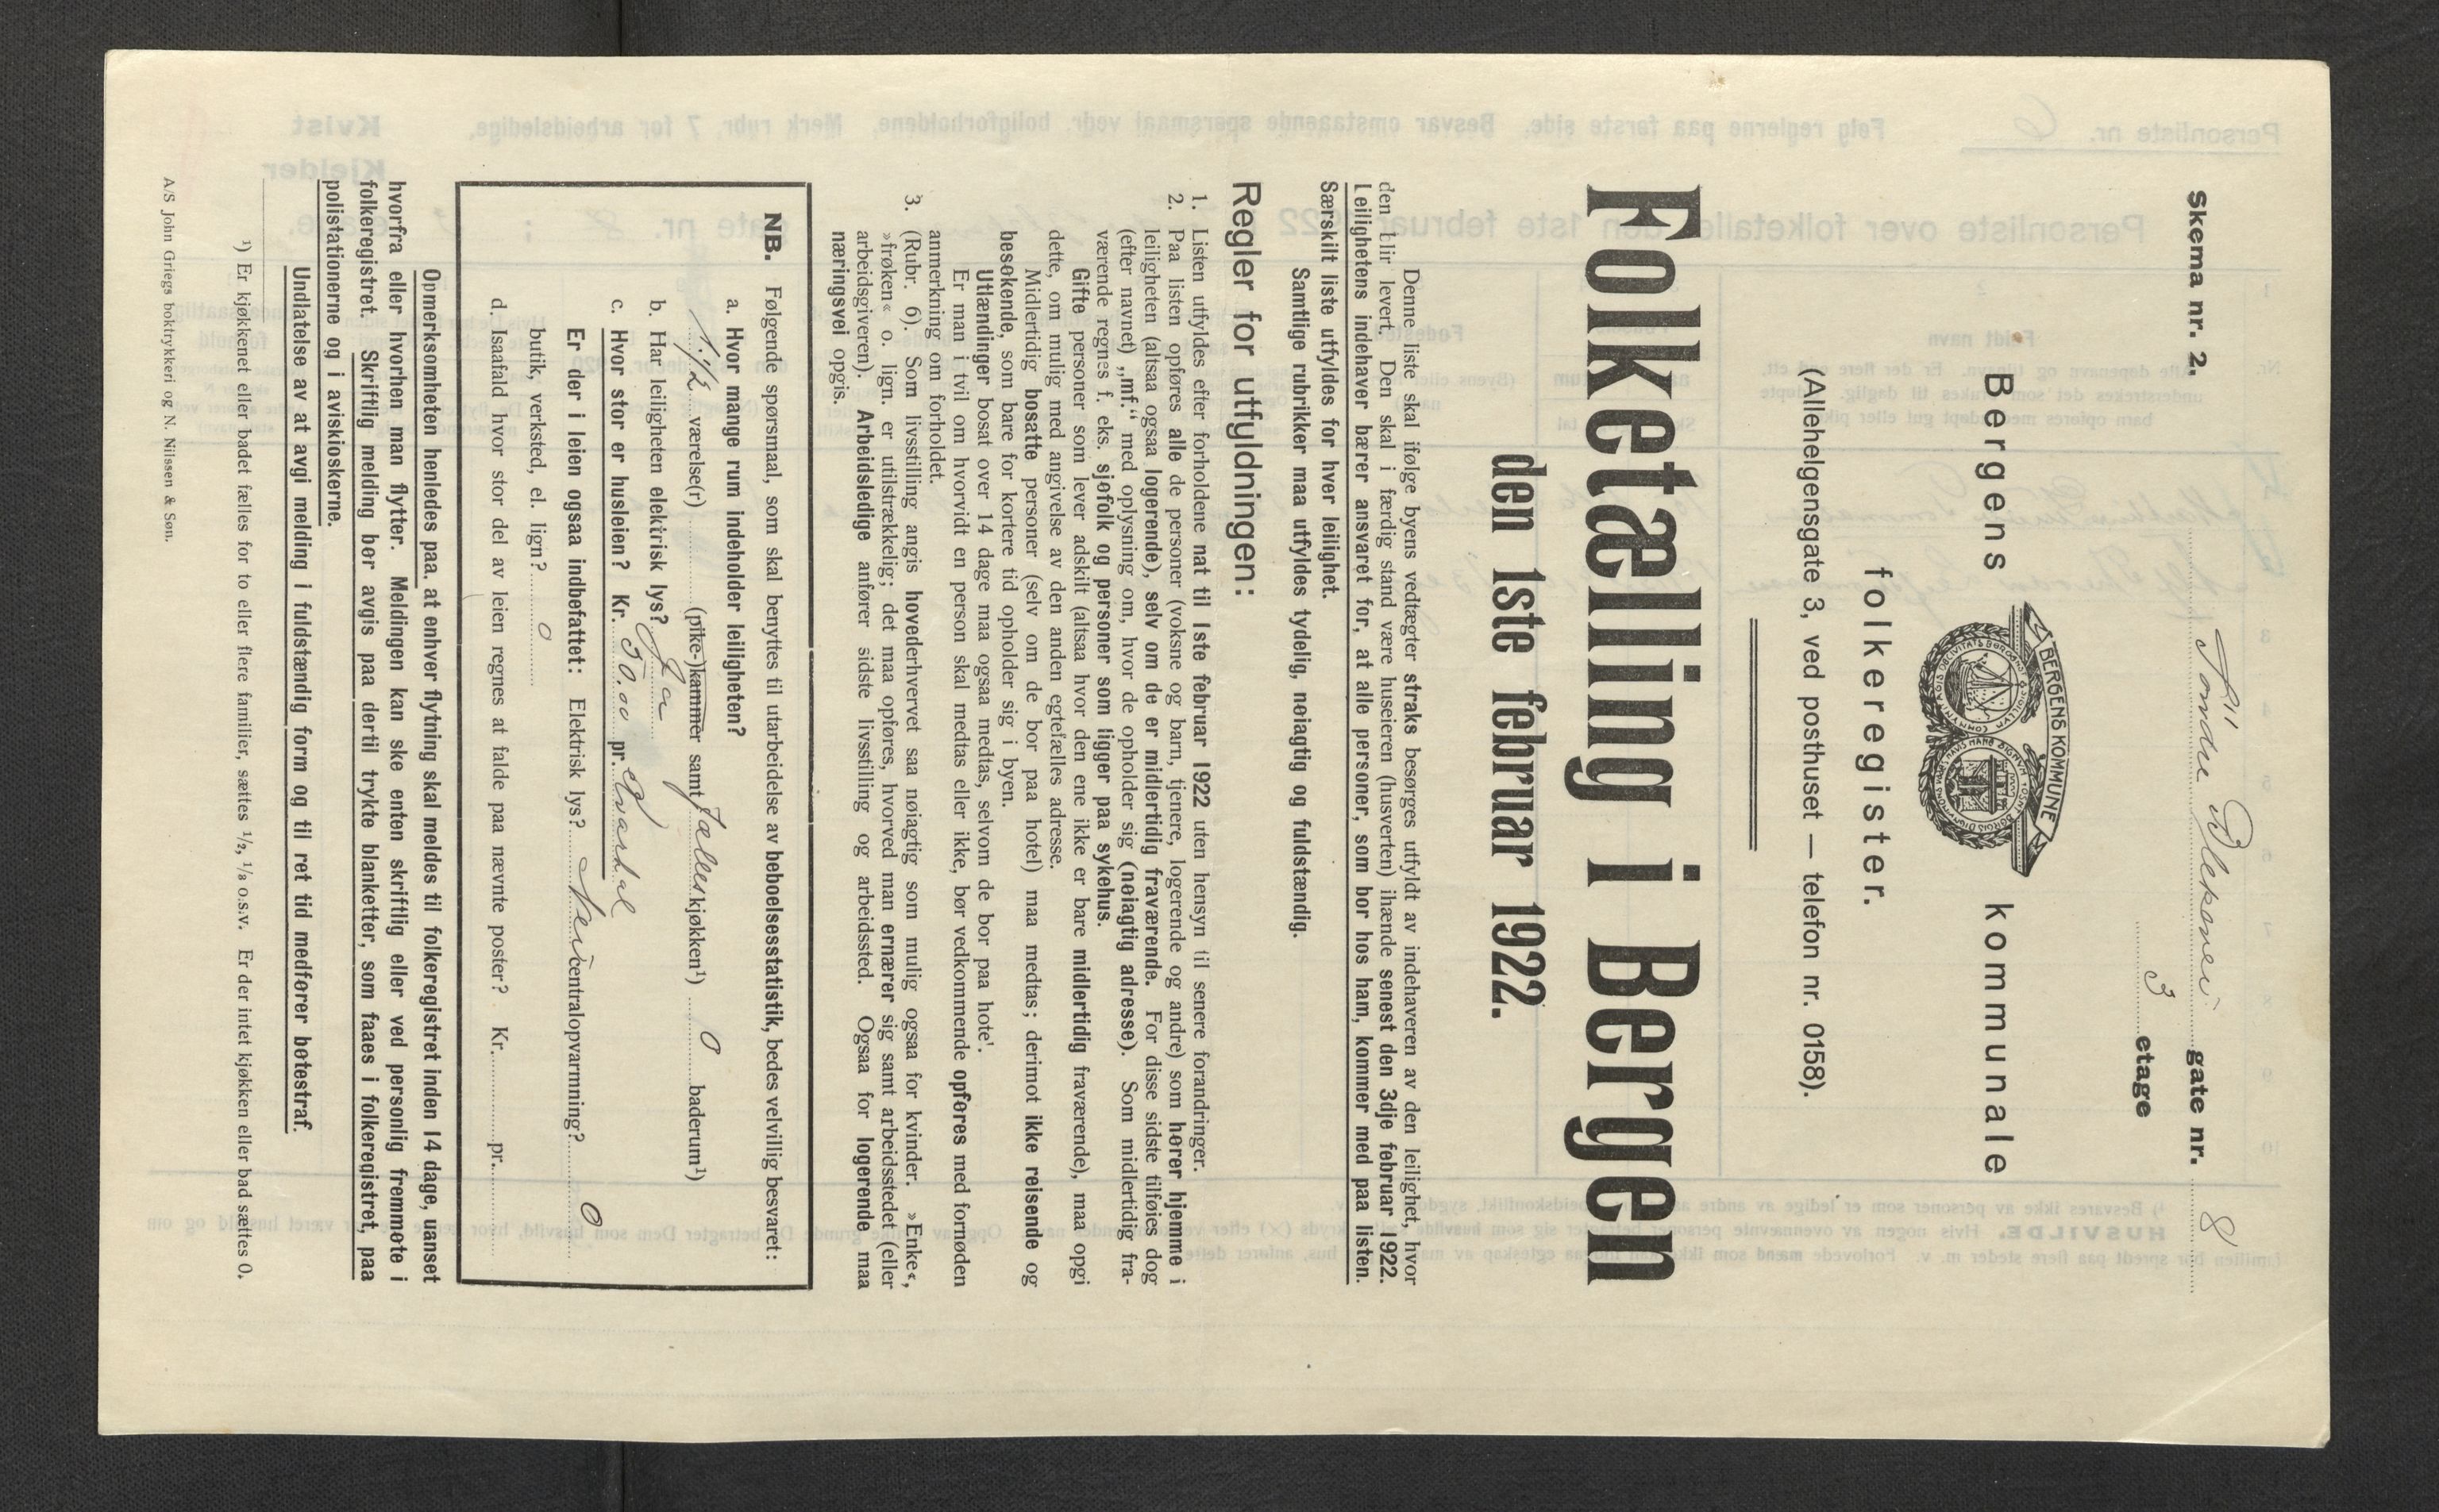 Skema nr. 2.
Söndre Blekevei gate nr. 8
3 etage
Bergens kommunale
BERGENS KOMMUNE
folkeregister.
(Allehelgensgate 3, ved posthuset — telefon nr. 0158).
Folketælling i Bergen
den 1ste februar 1922.
Denne liste skal ifølge byens vedtægter straks besørges utfyldt av indehaveren av den leilighet, hvor
den blir levert. Den skal i færdig stand være huseieren (husverten) ihænde senest den 3dje februar 1922.
Leilighetens indehaver bærer ansvaret for, at alle personer, som bor hos ham, kommer med paa listen.
Særskilt liste utfyldes for hver leilighet.
Samtlige rubrikker maa utfyldes tydelig, nøiagtig og fuldstændig.
Regler for utfyldningen:
1. Listen utfyldes efter forholdene nat til 1ste februar 1922 uten hensyn til senere forandringer.
2. Paa listen opføres alle de personer (voksne og barn, tjenere, logerende og andre) som hører hjemme i
leiligheten (altsaa ogsaa logerende), selv om de er midlertidig fraværende. For disse sidste tilføies dog
(efter navnet) „mf.“ med oplysning om, hvor de opholder sig (nøiagtig adresse). Som midlertidig fra-
værende regnes f. eks. sjøfolk og personer som ligger paa sykehus.
Gifte personer som lever adskilt (altsaa hvor den ene ikke er bare midlertidig fraværende), maa opgi
dette, om mulig med angivelse av den anden egtefælles adresse.
Midlertidig bosatte personer (selv om de bor paa hotel) maa medtas; derimot ikke reisende og
besøkende, som bare for kortere tid opholder sig i byen.
Utlændinger bosat over 14 dage maa ogsaa medtas, selvom de bor paa hotel.
Er man i tvil om hvorvidt en person skal medtas eller ikke, bør vedkommende opføres med fornøden
anmerkning om forholdet.
3. (Rubr. 6). Som livsstilling angis hovederhvervet saa nøiagtig som mulig ogsaa for kvinder. »Enke«,
»frøken« o. lign. er utilstrækkelig; det maa opføres, hvorved man ernærer sig samt arbeidsstedet (eller
arbeidsgiveren). Arbeidsledige anfører sidste livsstilling og arbeidssted. Ogsaa for logerende maa
næringsvei opgis.
NB. Følgende spørsmaal, som skal benyttes til utarbeidelse av beboelsesstatistik, bedes velvillig besvaret:
a. Hvor mange rum indeholder leiligheten?
1.1/2 værelse(r) (pike-)kammer samt Fælles kjøkken¹) 0 baderum¹)
b. Har leiligheten elektrisk lys? Ja
c. Hvor stor er husleien? Kr. 50.00 pr. Kvartal
Er der i leien ogsaa indbefattet: Elektrisk lys? Nei centralopvarmning? 0
butik, verksted, el. lign? 0
d. Isaafald hvor stor del av leien regnes at falde paa nævnte poster? Kr. pr.
Opmerksomheten henledes paa, at enhver flytning skal meldes til folkeregistret inden 14 dage, uanset
hvorfra eller hvorhen man flytter. Meldingen kan ske enten skriftlig eller ved personlig fremmøte i
folkeregistret. Skriftlig melding bør avgis paa dertil trykte blanketter, som faaes i folkeregistret, paa
polistationerne og i aviskioskerne.
Undlatelse av at avgi melding i fuldstændig form og til ret tid medfører bøtestraf.
¹) Er kjøkkenet eller badet fælles for to eller flere familier, sættes ¹/₂, ¹/₃ o.s.v. Er der intet kjøkken eller bad sættes 0.
A/S John Griegs boktrykkeri og N. Nilssen & Søn.